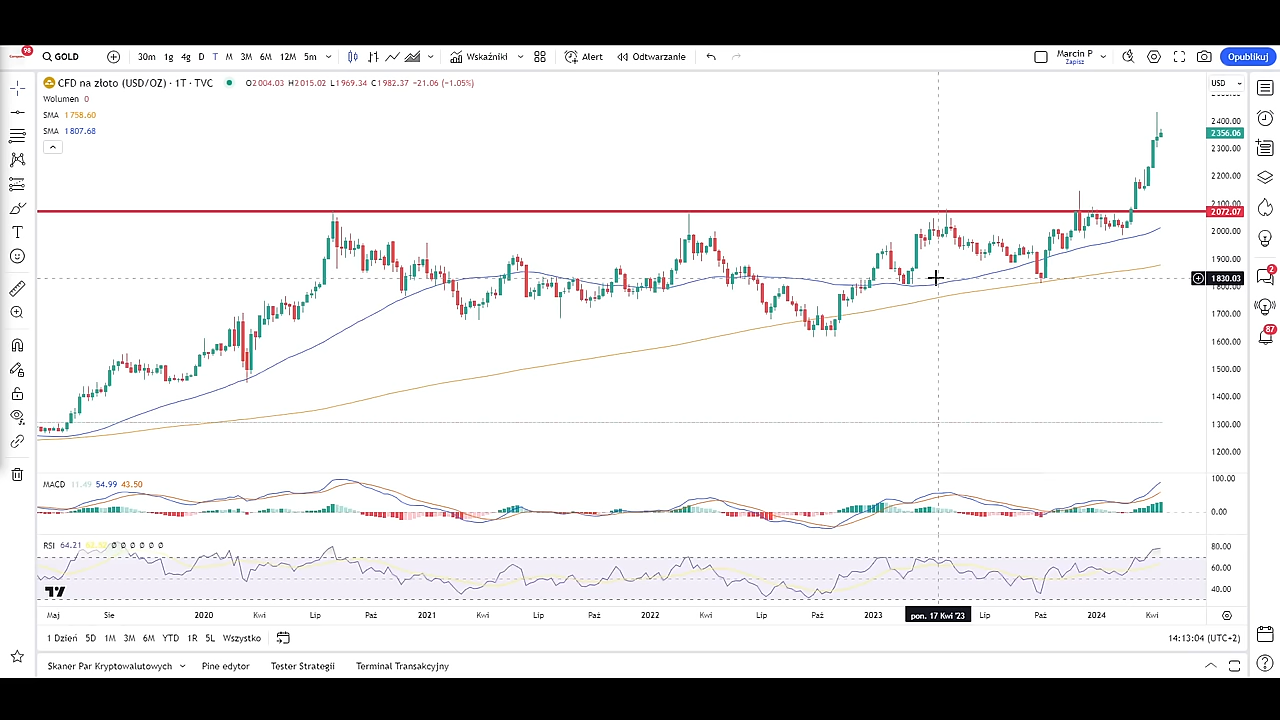 98
GOLD
30m 1g 4g D T M 3M 6M 12M 5m
Wskaźniki
Alert
Odtwarzanie
Marcin P
Zapisz
Opublikuj
CFD na złoto (USD/OZ) · 1T · TVC
O2004.03 H2015.02 L1969.34 C1982.37 −21.06 (−1.05%)
USD
Wolumen 0
SMA 1758.60
SMA 1807.68
2400.00
2356.06
2300.00
2200.00
2100.00
2072.07
2000.00
1900.00
1830.03
1800.00
1700.00
1600.00
1500.00
1400.00
1300.00
1200.00
MACD 11.49 54.99 43.50
100.00
0.00
RSI 64.21 Ø Ø Ø Ø Ø Ø
80.00
60.00
40.00
Maj Sie 2020 Kwi Lip Paź 2021 Kwi Lip Paź 2022 Kwi Lip Paź 2023 pon. 17 Kwi '23 Lip Paź 2024 Kwi
1 Dzień 5D 1M 3M 6M YTD 1R 5L Wszystko
14:13:04 (UTC+2)
Skaner Par Kryptowalutowych
Pine edytor
Tester Strategii
Terminal Transakcyjny
2
87